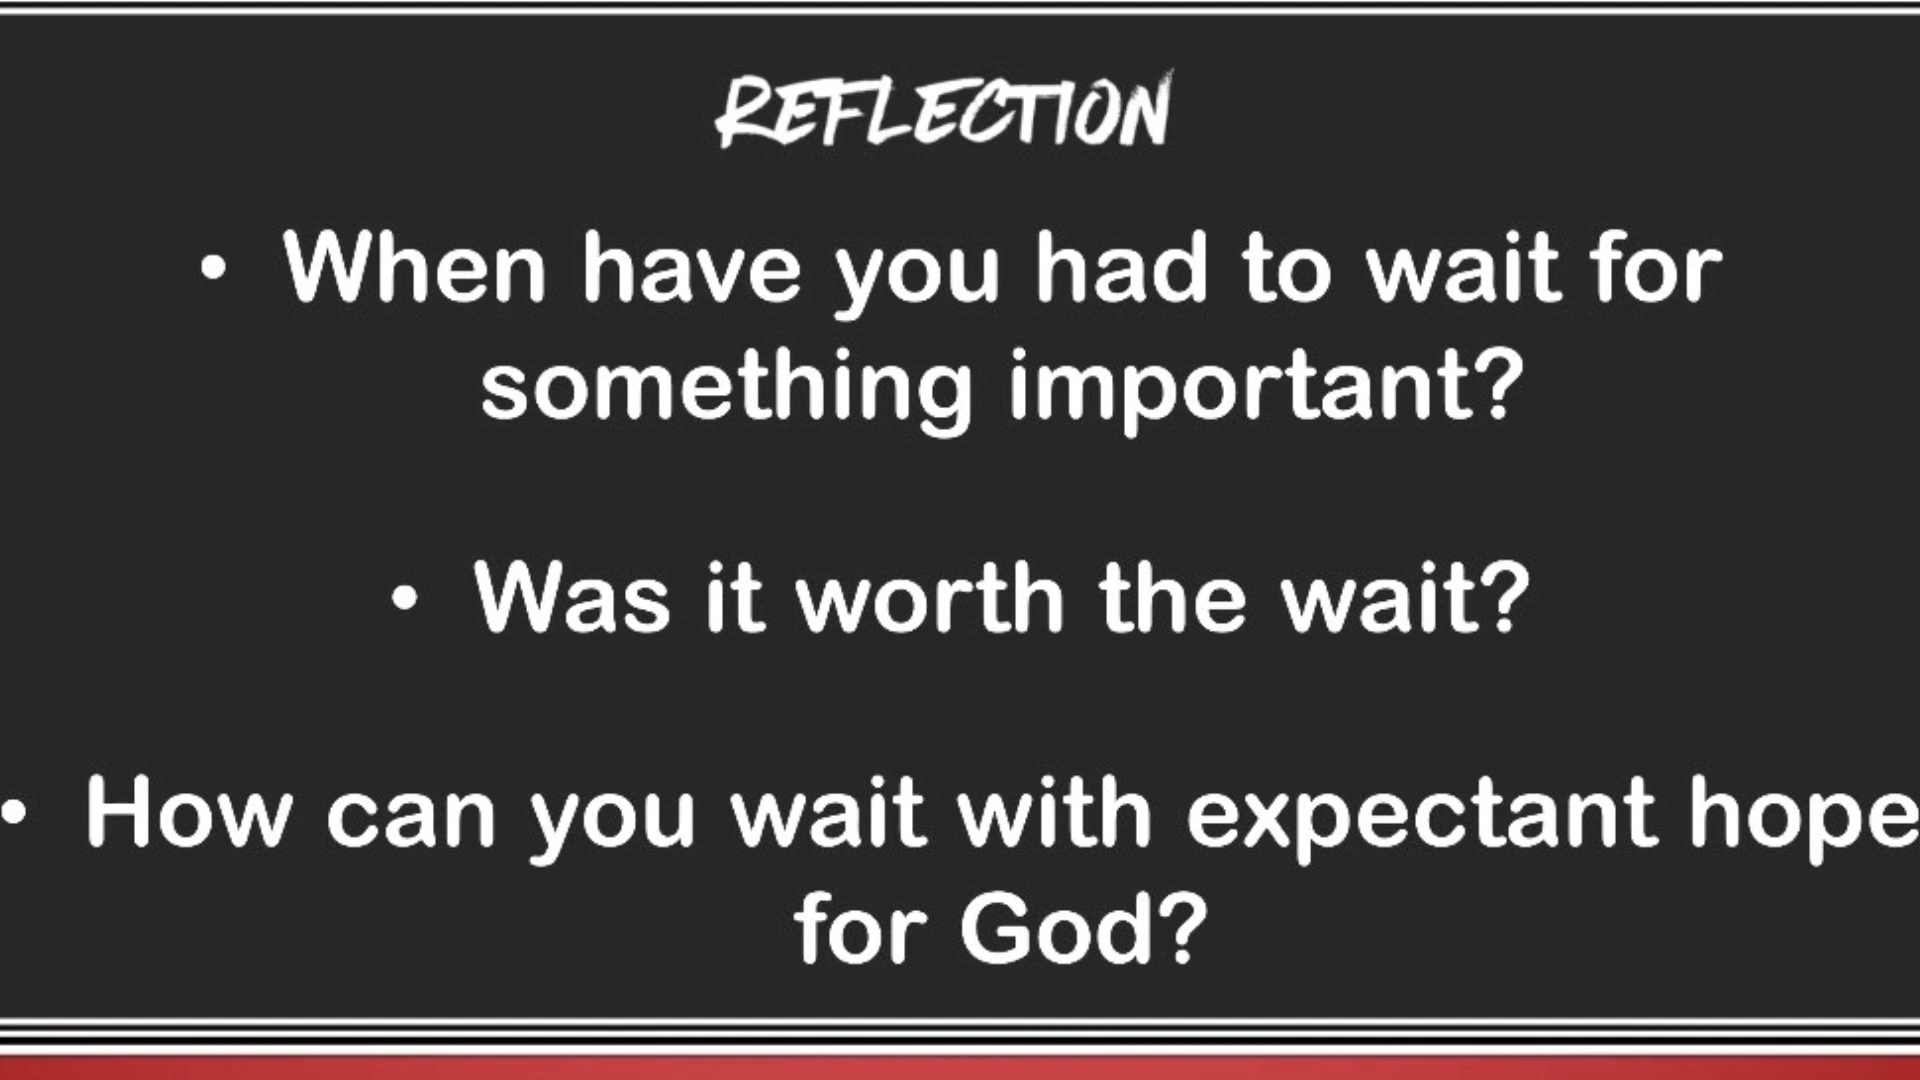 REFLECTION
• When have you had to wait for
something important?
• Was it worth the wait?
• How can you wait with expectant hope
for God?